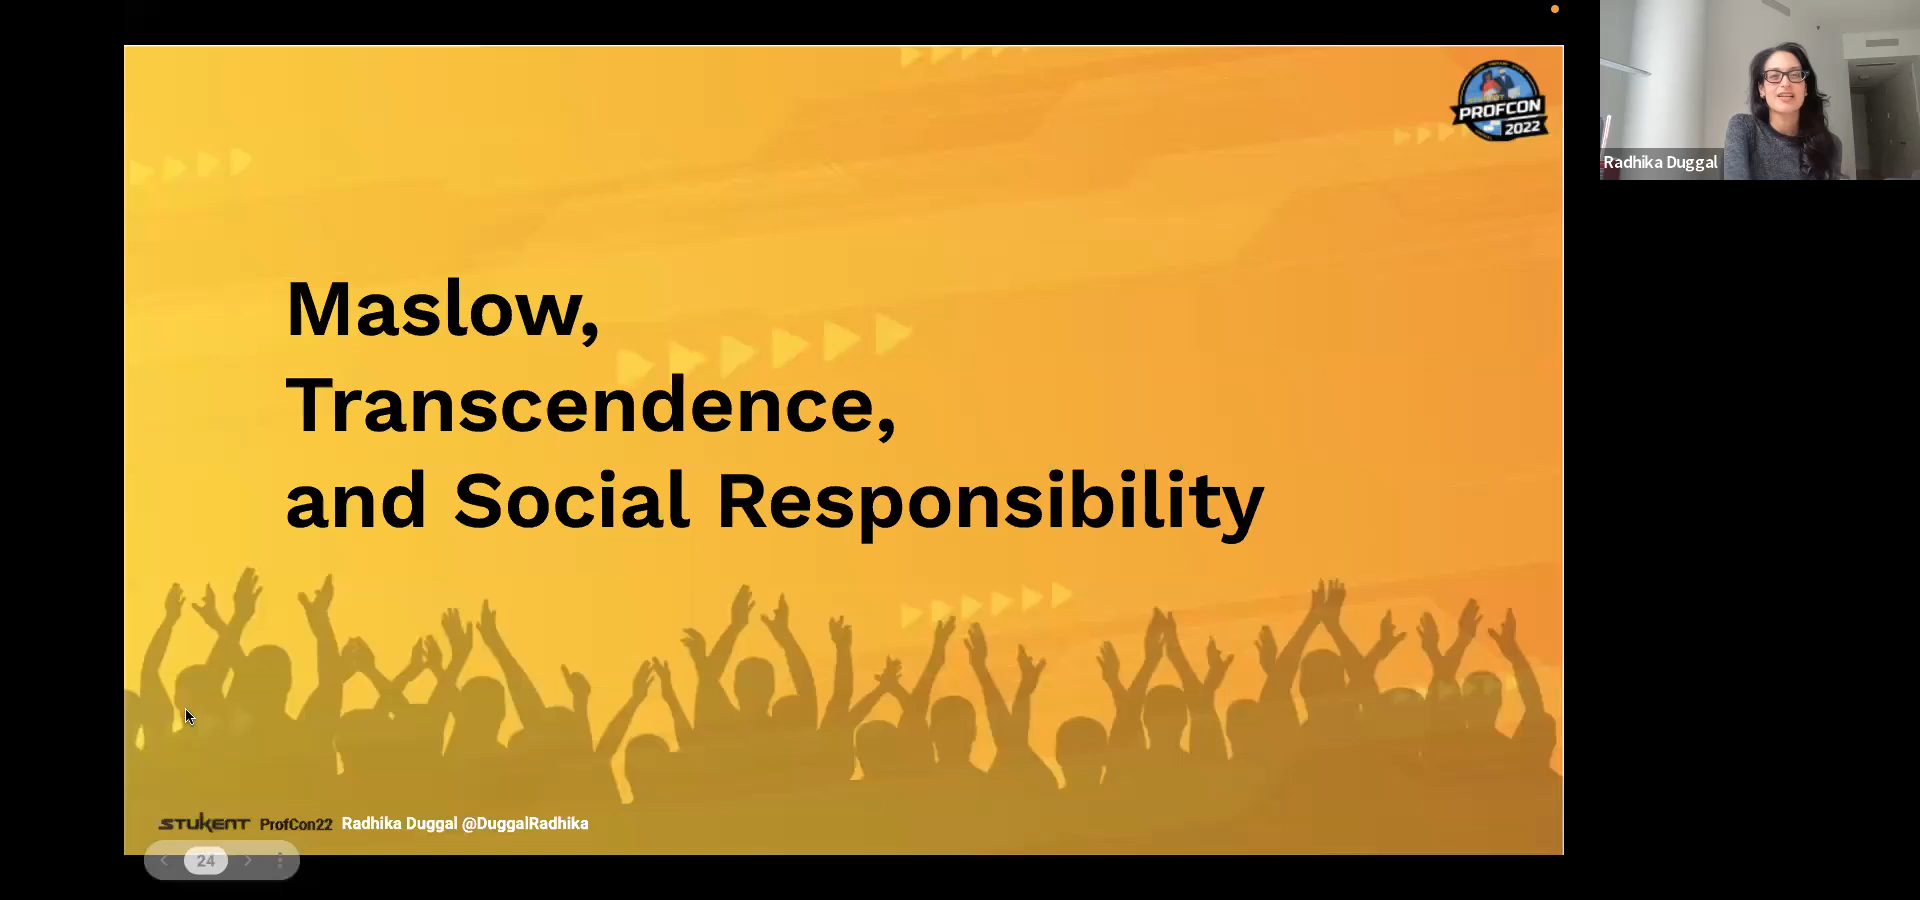 PROFCON
2022
Radhika Duggal
Maslow,
Transcendence,
and Social Responsibility
STUKENT ProfCon22 Radhika Duggal @DuggalRadhika
24